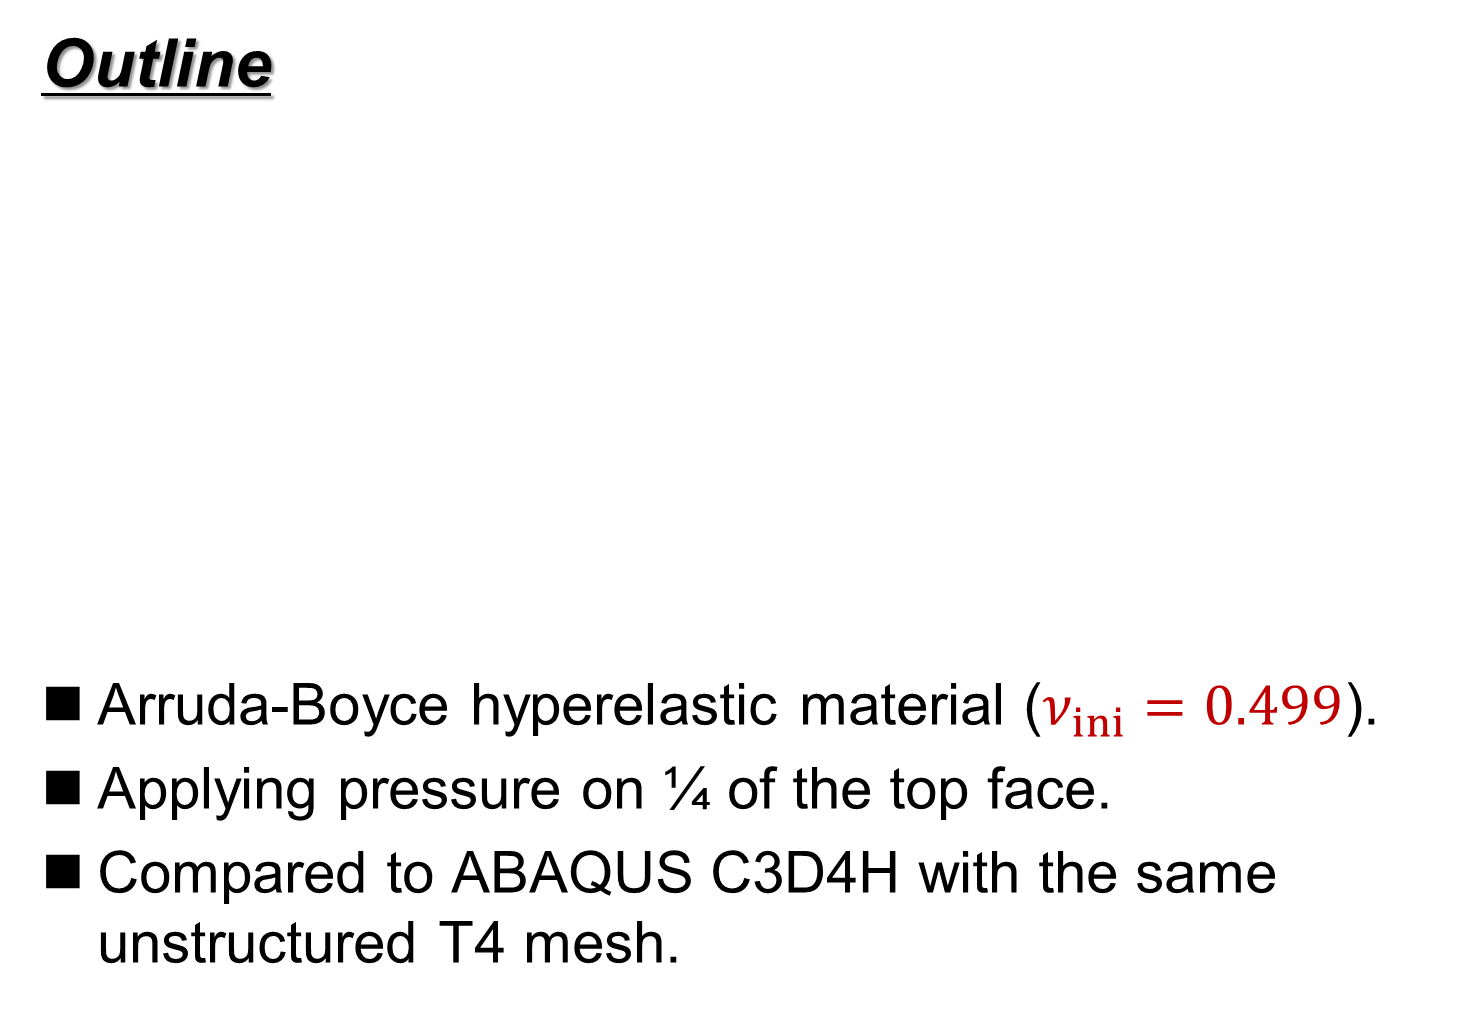 Outline
■ Arruda-Boyce hyperelastic material (𝜈ini = 0.499).
■ Applying pressure on ¼ of the top face.
■ Compared to ABAQUS C3D4H with the same
unstructured T4 mesh.